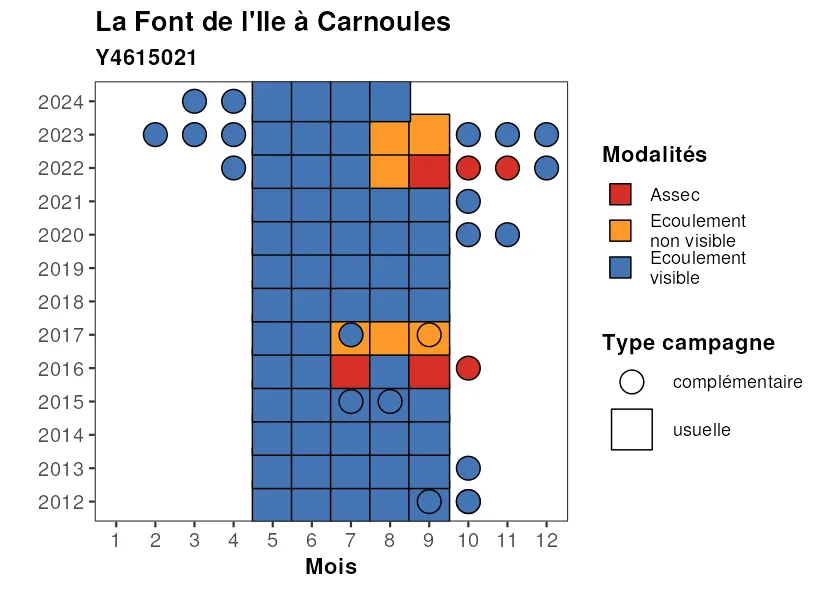 La Font de l'Ile à Carnoules
Y4615021
2024
2023
2022
2021
2020
2019
2018
2017
2016
2015
2014
2013
2012
1 2 3 4 5 6 7 8 9 10 11 12
Mois
Modalités
Assec
Ecoulement
non visible
Ecoulement
visible
Type campagne
complémentaire
usuelle